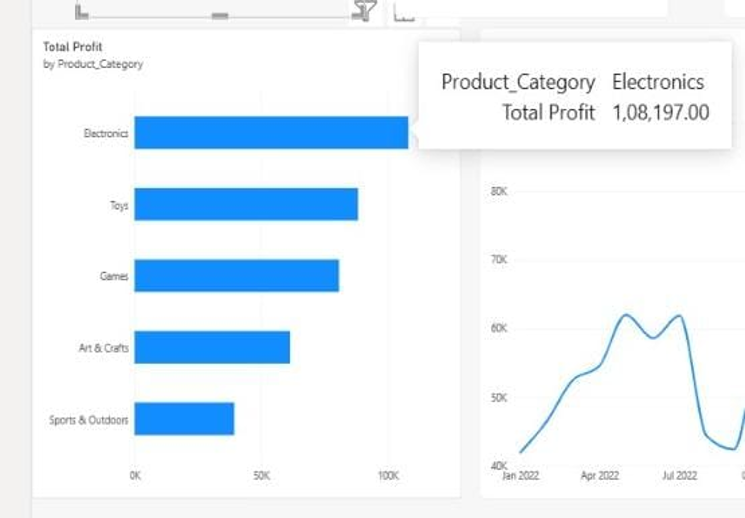 Total Profit
by Product_Category
Product_Category Electronics
Total Profit 1,08,197.00
Electronics
Toys
Games
Art & Crafts
Sports & Outdoors
0K 50K 100K
80K
70K
60K
50K
40K
Jan 2022 Apr 2022 Jul 2022